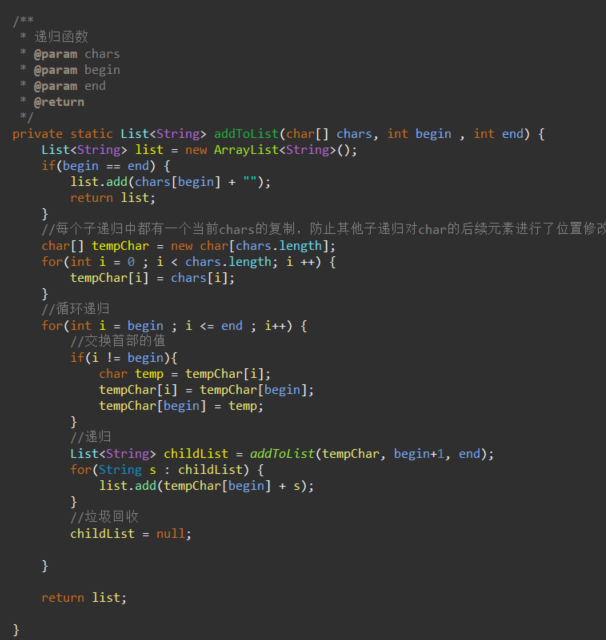 /**
 * 递归函数
 * @param chars
 * @param begin
 * @param end
 * @return
 */
private static List<String> addToList(char[] chars, int begin , int end) {
    List<String> list = new ArrayList<String>();
    if(begin == end) {
        list.add(chars[begin] + "");
        return list;
    }
    //每个子递归中都有一个当前chars的复制，防止其他子递归对char的后续元素进行了位置修改
    char[] tempChar = new char[chars.length];
    for(int i = 0 ; i < chars.length; i ++) {
        tempChar[i] = chars[i];
    }
    //循环递归
    for(int i = begin ; i <= end ; i++) {
        //交换首部的值
        if(i != begin){
            char temp = tempChar[i];
            tempChar[i] = tempChar[begin];
            tempChar[begin] = temp;
        }
        //递归
        List<String> childList = addToList(tempChar, begin+1, end);
        for(String s : childList) {
            list.add(tempChar[begin] + s);
        }
        //垃圾回收
        childList = null;
    }
    return list;
}